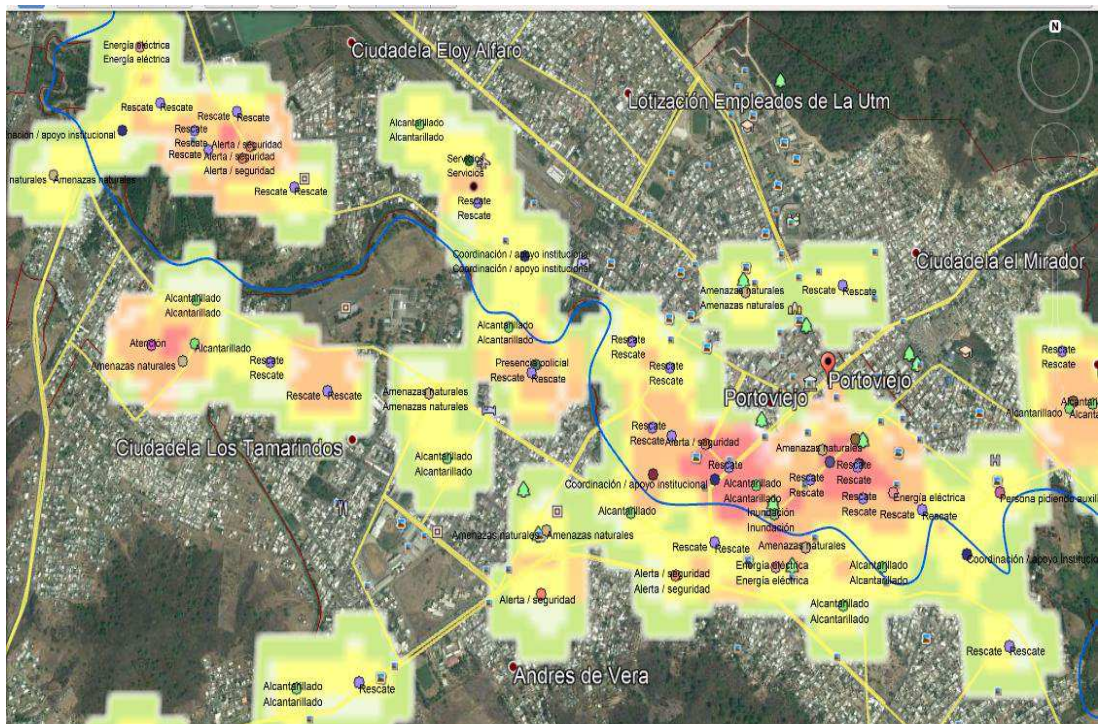 N
Energía eléctrica
Energía eléctrica
Ciudadela Eloy Alfaro
Rescate Rescate
Rescate Rescate
Lotización Empleados de La Utm
Alcantarillado
Alcantarillado
nación / apoyo institucional
Rescate
Rescate
Rescate
Alerta / seguridad
Alerta / seguridad
Alerta / seguridad
Servicios
Servicios
naturales Amenazas naturales
Rescate Rescate
Rescate
Rescate
Coordinación / apoyo institucional
Coordinación / apoyo institucional
Ciudadela el Mirador
Amenazas naturales
Amenazas naturales
Rescate Rescate
Alcantarillado
Alcantarillado
Alcantarillado
Alcantarillado
Atención
Alcantarillado
Amenazas naturales
Rescate
Rescate
Rescate
Rescate
Rescate
Rescate
Rescate
Rescate
Presencia policial
Rescate Rescate
Portoviejo
Portoviejo
Rescate Rescate
Amenazas naturales
Amenazas naturales
Alcantarillado
Alcantarillado
Ciudadela Los Tamarindos
Rescate
Rescate
Alerta / seguridad
Amenazas naturales
Alcantarillado
Alcantarillado
Rescate
Rescate
Rescate
Coordinación / apoyo institucional
Alcantarillado
Alcantarillado
Rescate
Rescate
Rescate
Rescate
Energía eléctrica
Rescate Rescate
H
Persona pidiendo auxilio
Alcantarillado
Inundación
Inundación
Amenazas naturales Amenazas naturales
Rescate Rescate
Amenazas naturales
Coordinación / apoyo Institucio
Energía eléctrica
Energía eléctrica
Alcantarillado
Alcantarillado
Alerta / seguridad
Alerta / seguridad
Alerta / seguridad
Alcantarillado
Alcantarillado
Rescate Rescate
Andres de Vera
Alcantarillado
Alcantarillado
Rescate